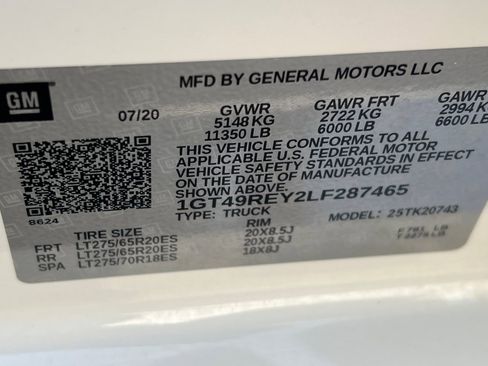 GM
MFD BY GENERAL MOTORS LLC
07/20 GVWR GAWR FRT GAWR
5148 KG 2722 KG 2994 KG
11350 LB 6000 LB 6600 LB
THIS VEHICLE CONFORMS TO ALL
APPLICABLE U.S. FEDERAL MOTOR
VEHICLE SAFETY STANDARDS IN EFFECT
ON THE DATE OF MANUFACTURE
SHOWN ABOVE.
1GT49REY2LF287465
8624
TYPE: TRUCK MODEL: 25TK20743
TIRE SIZE RIM
FRT LT275/65R20ES 20X8.5J
RR LT275/65R20ES 20X8.5J
SPA LT275/70R18ES 18X8J